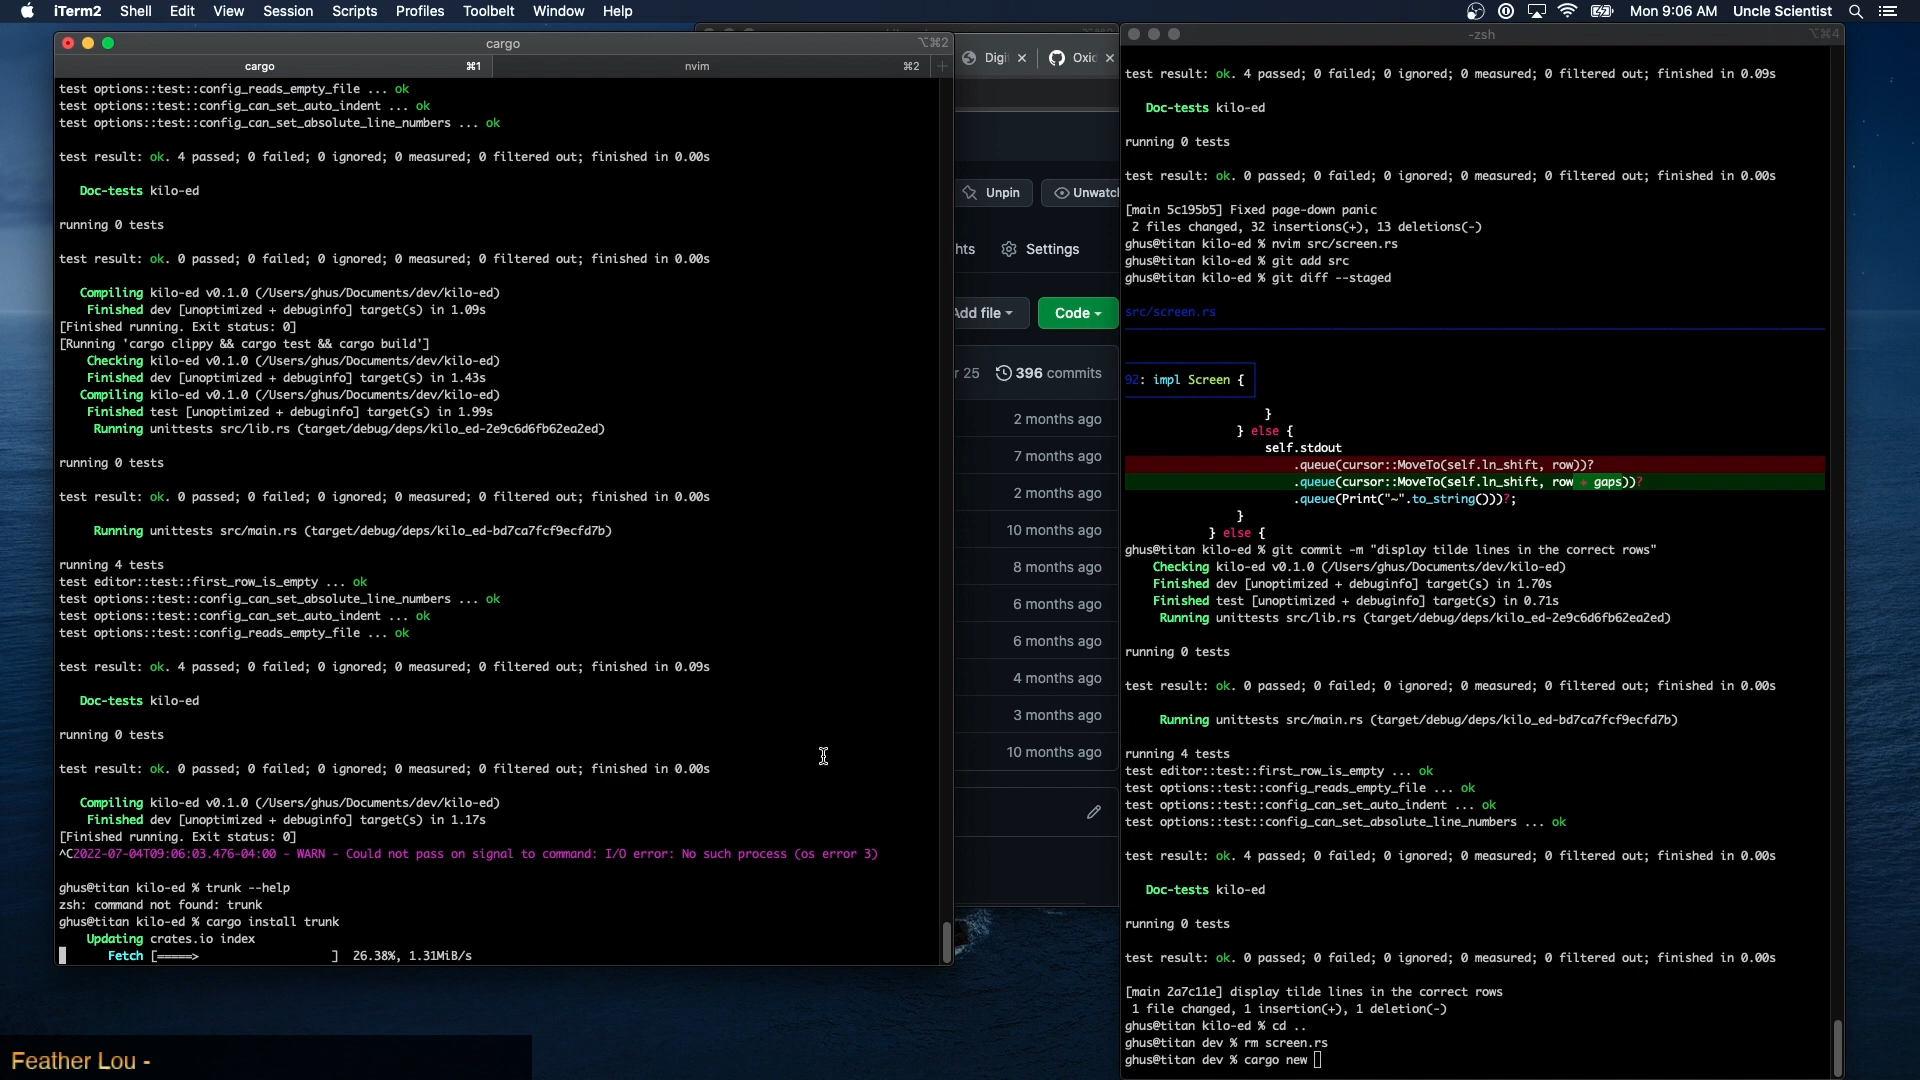 iTerm2 Shell Edit View Session Scripts Profiles Toolbelt Window Help
Mon 9:06 AM Uncle Scientist
cargo ⌥⌘2
cargo ⌘1 nvim ⌘2
test options::test::config_reads_empty_file ... ok
test options::test::config_can_set_auto_indent ... ok
test options::test::config_can_set_absolute_line_numbers ... ok
test result: ok. 4 passed; 0 failed; 0 ignored; 0 measured; 0 filtered out; finished in 0.00s
Doc-tests kilo-ed
running 0 tests
test result: ok. 0 passed; 0 failed; 0 ignored; 0 measured; 0 filtered out; finished in 0.00s
Compiling kilo-ed v0.1.0 (/Users/ghus/Documents/dev/kilo-ed)
Finished dev [unoptimized + debuginfo] target(s) in 1.09s
[Finished running. Exit status: 0]
[Running 'cargo clippy && cargo test && cargo build']
Checking kilo-ed v0.1.0 (/Users/ghus/Documents/dev/kilo-ed)
Finished dev [unoptimized + debuginfo] target(s) in 1.43s
Compiling kilo-ed v0.1.0 (/Users/ghus/Documents/dev/kilo-ed)
Finished test [unoptimized + debuginfo] target(s) in 1.99s
Running unittests src/lib.rs (target/debug/deps/kilo_ed-2e9c6d6fb62ea2ed)
running 0 tests
test result: ok. 0 passed; 0 failed; 0 ignored; 0 measured; 0 filtered out; finished in 0.00s
Running unittests src/main.rs (target/debug/deps/kilo_ed-bd7ca7fcf9ecfd7b)
running 4 tests
test editor::test::first_row_is_empty ... ok
test options::test::config_can_set_absolute_line_numbers ... ok
test options::test::config_can_set_auto_indent ... ok
test options::test::config_reads_empty_file ... ok
test result: ok. 4 passed; 0 failed; 0 ignored; 0 measured; 0 filtered out; finished in 0.09s
Doc-tests kilo-ed
running 0 tests
test result: ok. 0 passed; 0 failed; 0 ignored; 0 measured; 0 filtered out; finished in 0.00s
Compiling kilo-ed v0.1.0 (/Users/ghus/Documents/dev/kilo-ed)
Finished dev [unoptimized + debuginfo] target(s) in 1.17s
[Finished running. Exit status: 0]
^C2022-07-04T09:06:03.476-04:00 - WARN - Could not pass on signal to command: I/O error: No such process (os error 3)
ghus@titan kilo-ed % trunk --help
zsh: command not found: trunk
ghus@titan kilo-ed % cargo install trunk
Updating crates.io index
Fetch [=====> ] 26.38%, 1.31MiB/s
Digi × Oxid ×
Unpin Unwatch
hts Settings
Add file Code
r 25 396 commits
2 months ago
7 months ago
2 months ago
10 months ago
8 months ago
6 months ago
6 months ago
4 months ago
3 months ago
10 months ago
-zsh ⌥⌘4
test result: ok. 4 passed; 0 failed; 0 ignored; 0 measured; 0 filtered out; finished in 0.09s
Doc-tests kilo-ed
running 0 tests
test result: ok. 0 passed; 0 failed; 0 ignored; 0 measured; 0 filtered out; finished in 0.00s
[main 5c195b5] Fixed page-down panic
2 files changed, 32 insertions(+), 13 deletions(-)
ghus@titan kilo-ed % nvim src/screen.rs
ghus@titan kilo-ed % git add src
ghus@titan kilo-ed % git diff --staged
src/screen.rs
92: impl Screen {
}
} else {
self.stdout
.queue(cursor::MoveTo(self.ln_shift, row))?
.queue(cursor::MoveTo(self.ln_shift, row + gaps))?
.queue(Print("~".to_string()))?;
}
} else {
ghus@titan kilo-ed % git commit -m "display tilde lines in the correct rows"
Checking kilo-ed v0.1.0 (/Users/ghus/Documents/dev/kilo-ed)
Finished dev [unoptimized + debuginfo] target(s) in 1.70s
Finished test [unoptimized + debuginfo] target(s) in 0.71s
Running unittests src/lib.rs (target/debug/deps/kilo_ed-2e9c6d6fb62ea2ed)
running 0 tests
test result: ok. 0 passed; 0 failed; 0 ignored; 0 measured; 0 filtered out; finished in 0.00s
Running unittests src/main.rs (target/debug/deps/kilo_ed-bd7ca7fcf9ecfd7b)
running 4 tests
test editor::test::first_row_is_empty ... ok
test options::test::config_reads_empty_file ... ok
test options::test::config_can_set_auto_indent ... ok
test options::test::config_can_set_absolute_line_numbers ... ok
test result: ok. 4 passed; 0 failed; 0 ignored; 0 measured; 0 filtered out; finished in 0.00s
Doc-tests kilo-ed
running 0 tests
test result: ok. 0 passed; 0 failed; 0 ignored; 0 measured; 0 filtered out; finished in 0.00s
[main 2a7c11e] display tilde lines in the correct rows
1 file changed, 1 insertion(+), 1 deletion(-)
ghus@titan kilo-ed % cd ..
ghus@titan dev % rm screen.rs
ghus@titan dev % cargo new
Feather Lou -